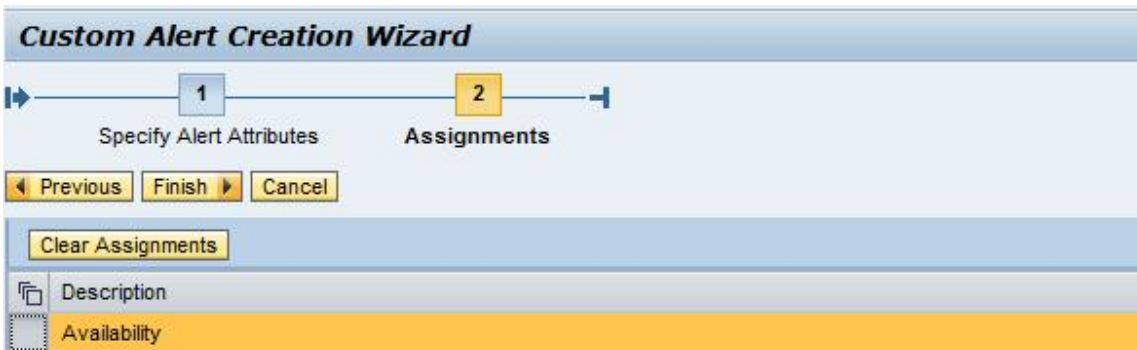 Custom Alert Creation Wizard
1 2
Specify Alert Attributes Assignments
Previous Finish Cancel
Clear Assignments
Description
Availability